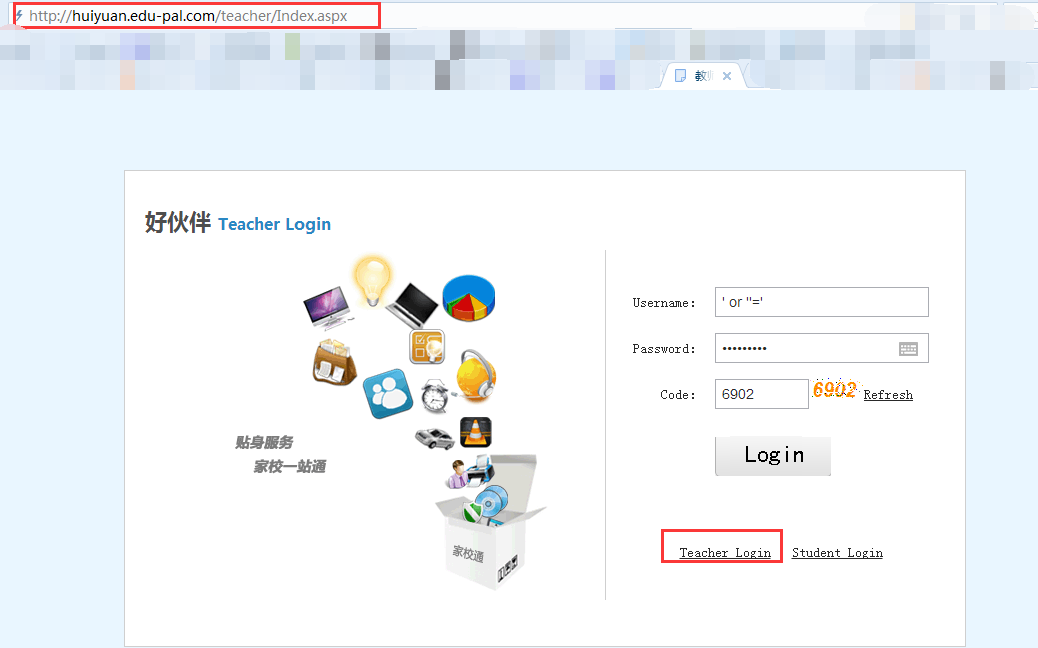 http://huiyuan.edu-pal.com/teacher/Index.aspx
教
好伙伴 Teacher Login
Username: ' or ''='
Password: •••••••••
Code: 6902 6902 Refresh
贴身服务
家校一站通
Login
家校通
Teacher Login Student Login